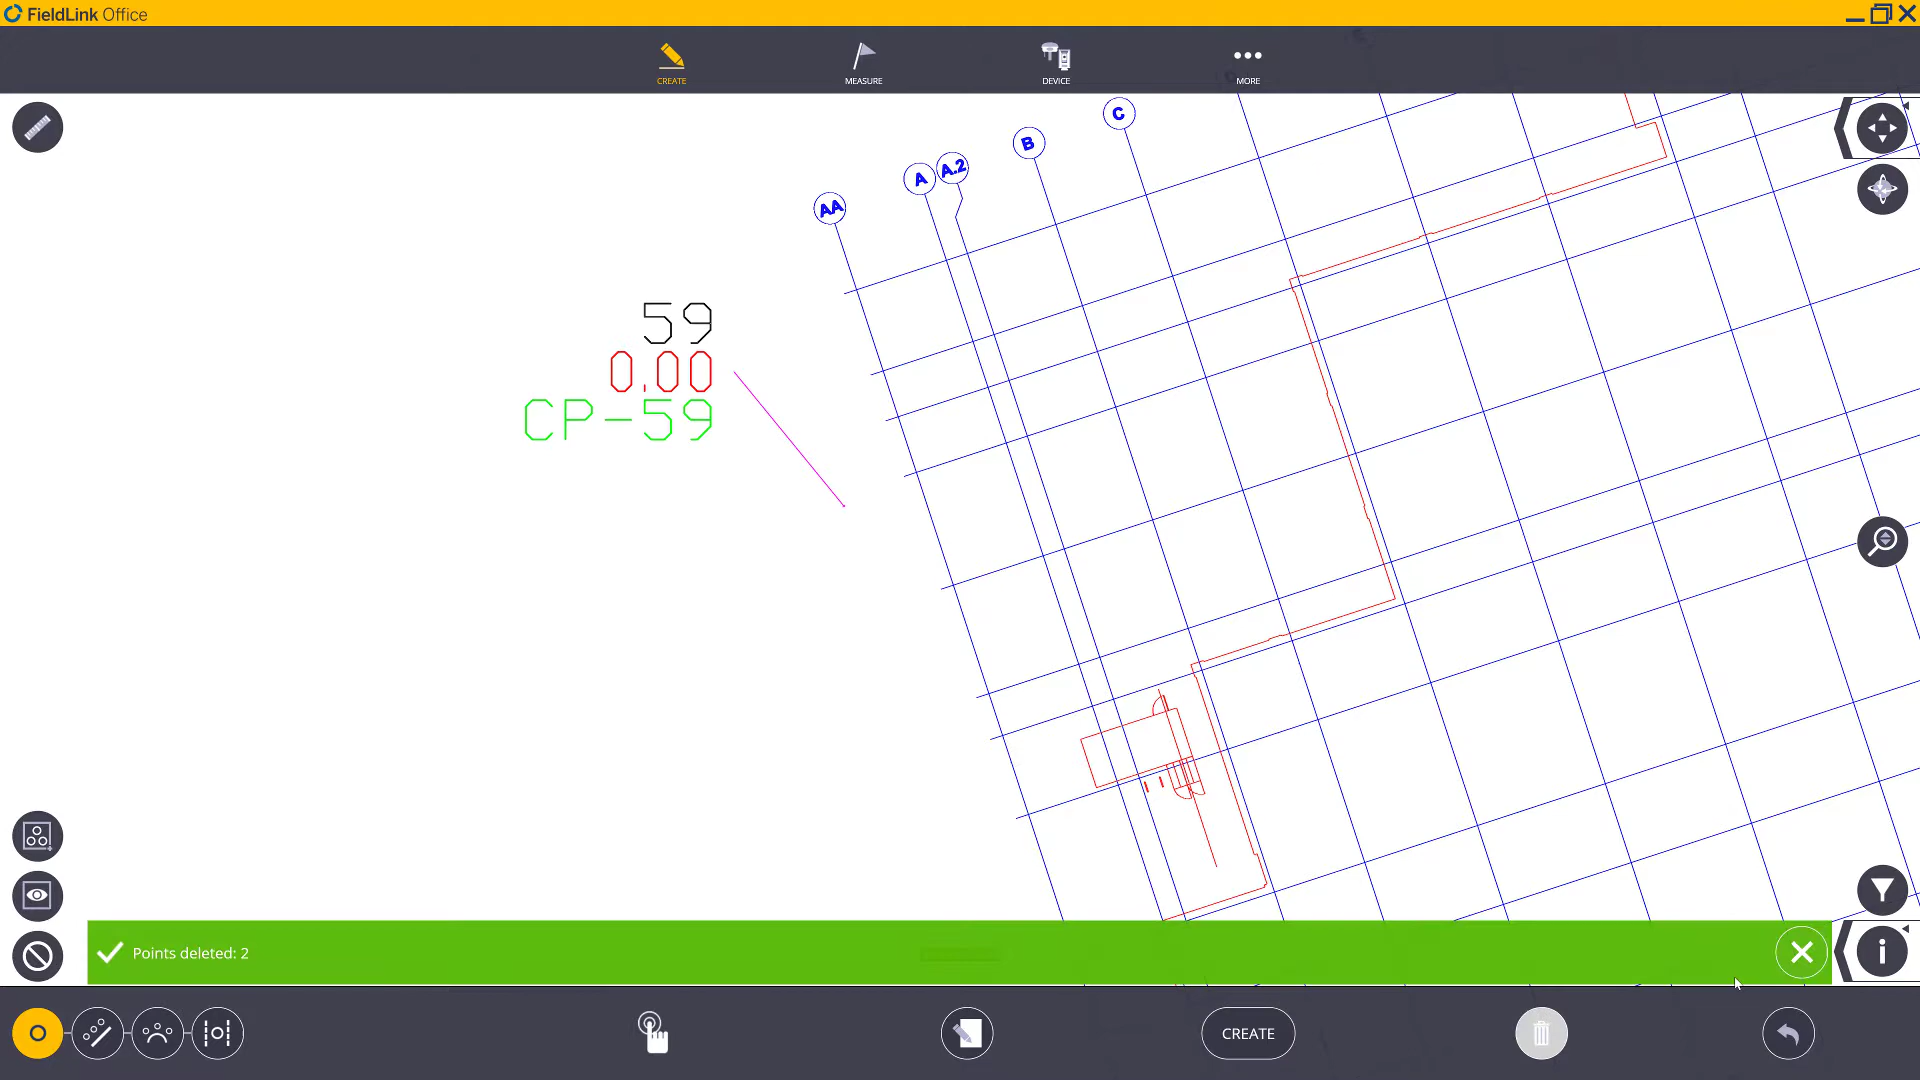 FieldLink Office
CREATE
MEASURE
DEVICE
MORE
C
B
A.2
A
AA
59
0.00
CP-59
Points deleted: 2
CREATE